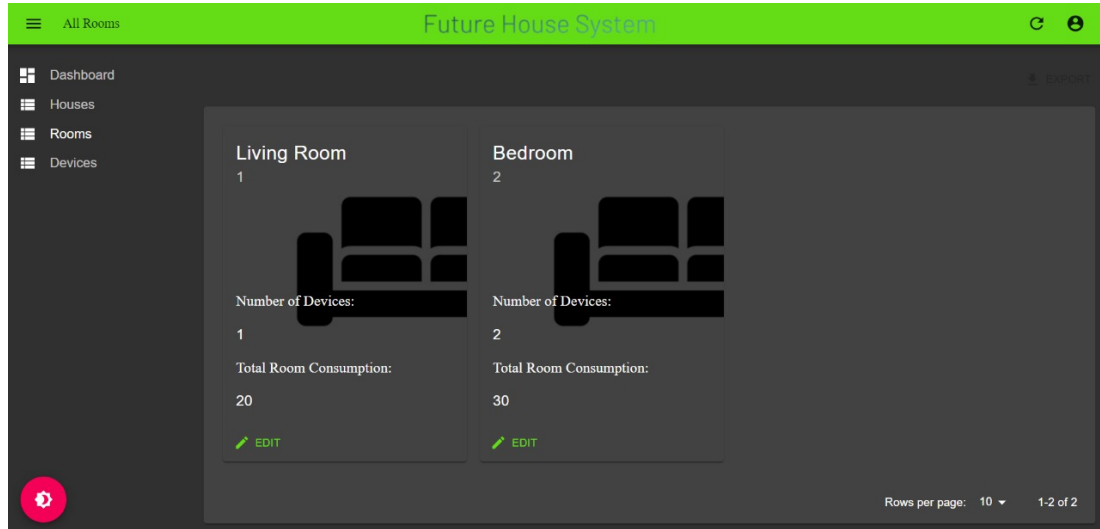 All Rooms
Future House System
Dashboard
Houses
Rooms
Devices
EXPORT
Living Room
1
Number of Devices:
1
Total Room Consumption:
20
EDIT
Bedroom
2
Number of Devices:
2
Total Room Consumption:
30
EDIT
Rows per page: 10 1-2 of 2